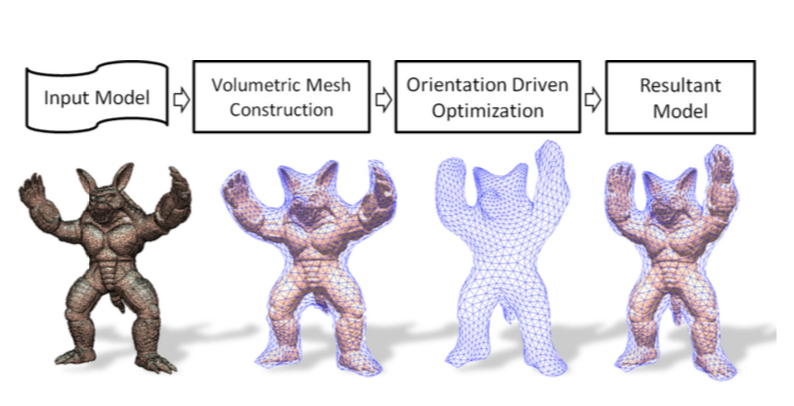 Input Model
Volumetric Mesh
Construction
Orientation Driven
Optimization
Resultant
Model